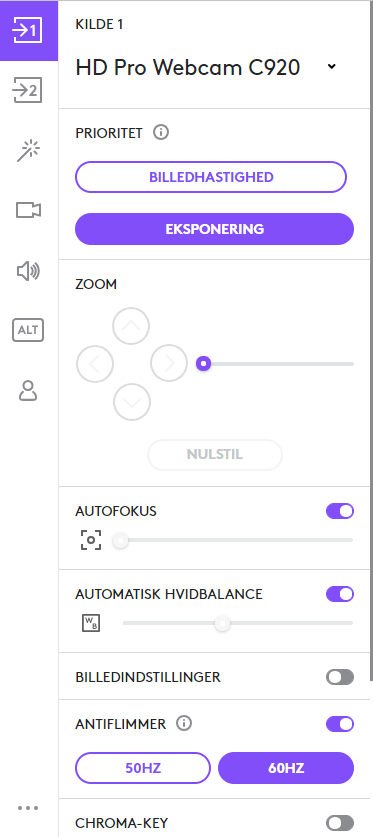 1
KILDE 1
HD Pro Webcam C920
2
PRIORITET
BILLEDHASTIGHED
EKSPONERING
ZOOM
ALT
NULSTIL
AUTOFOKUS
AUTOMATISK HVIDBALANCE
W
B
BILLEDINDSTILLINGER
ANTIFLIMMER
50HZ
60HZ
CHROMA-KEY